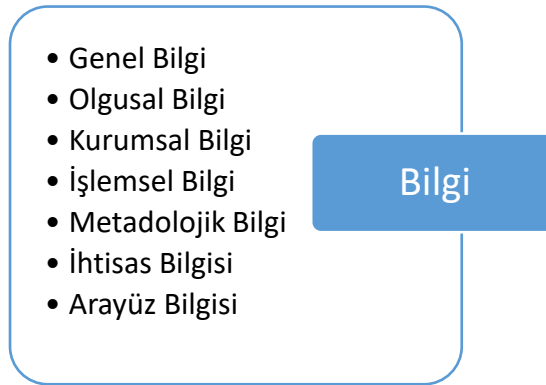 • Genel Bilgi
• Olgusal Bilgi
• Kurumsal Bilgi
• İşlemsel Bilgi
• Metadolojik Bilgi
• İhtisas Bilgisi
• Arayüz Bilgisi
Bilgi